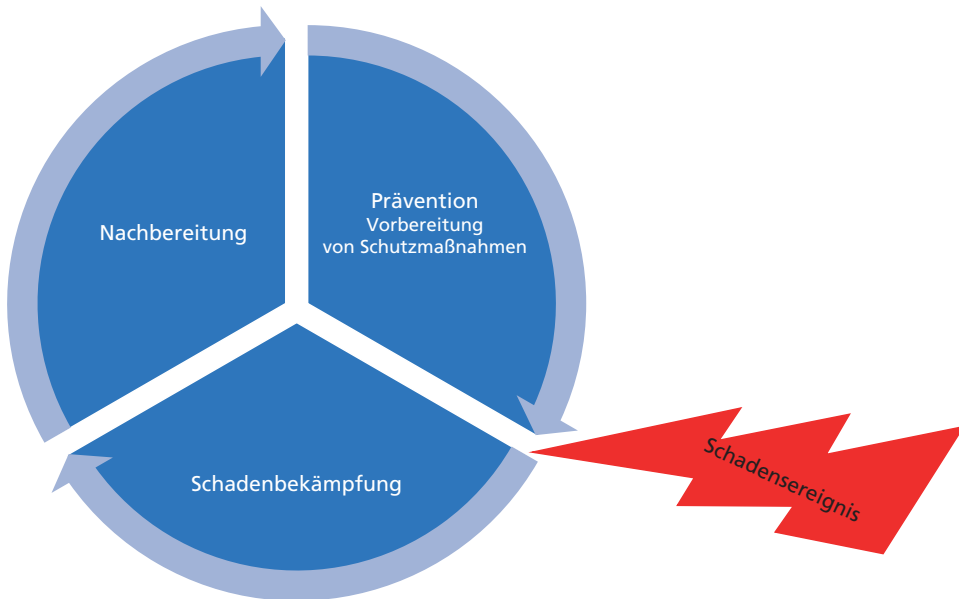 Prävention
Vorbereitung
von Schutzmaßnahmen
Nachbereitung
Schadenbekämpfung
Schadensereignis